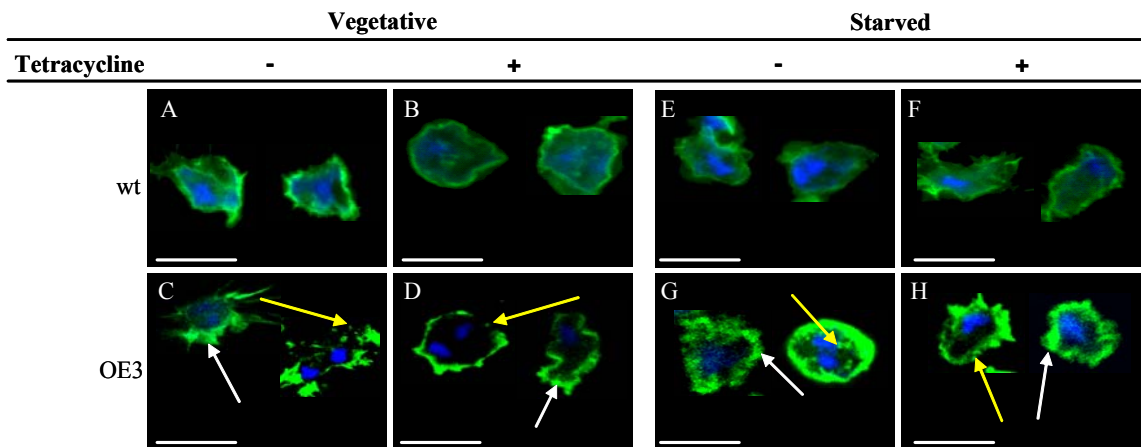 Vegetative Starved
Tetracycline - + - +
A B E F
wt
C D G H
OE3